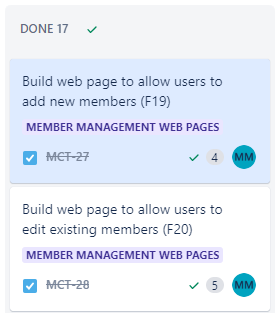 DONE 17
Build web page to allow users to
add new members (F19)
MEMBER MANAGEMENT WEB PAGES
MCT-27
4
MM
Build web page to allow users to
edit existing members (F20)
MEMBER MANAGEMENT WEB PAGES
MCT-28
5
MM